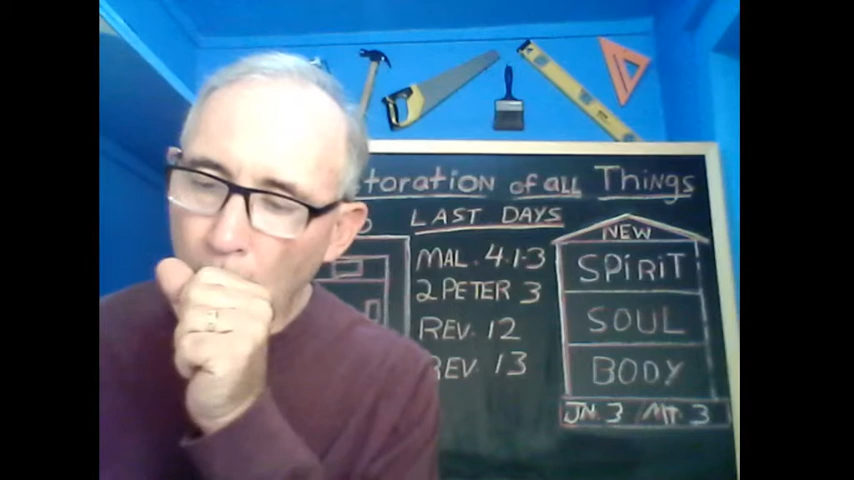 toration of all Things
LAST DAYS
MAL. 4.1-3
2 PETER 3
REV. 12
REV. 13
NEW
SPiRiT
SOUL
BODY
JN. 3 MT. 3